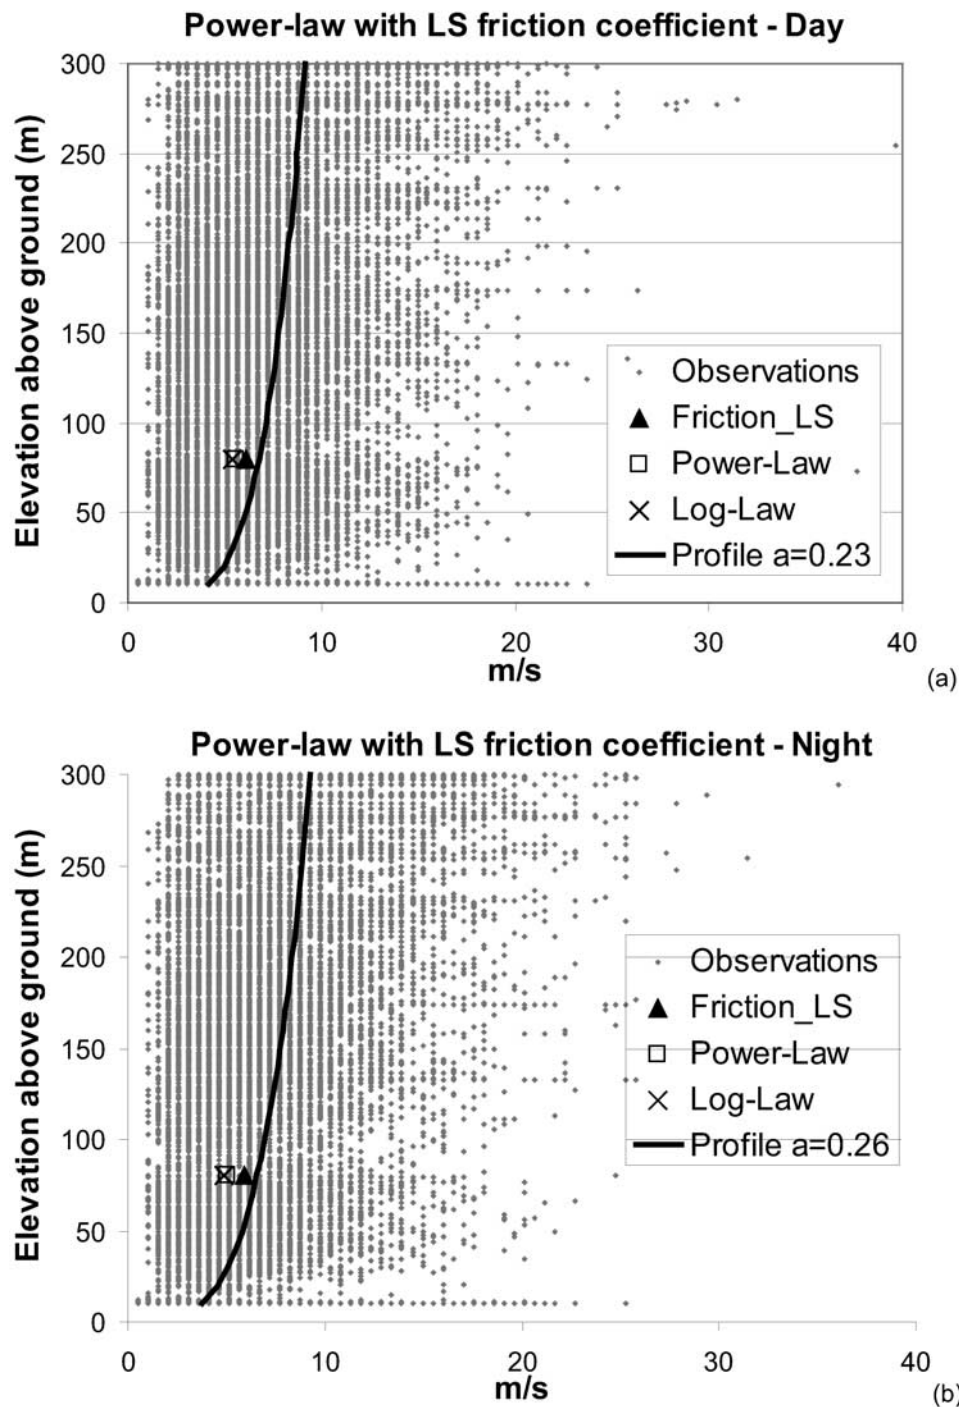 Power-law with LS friction coefficient - Day
Elevation above ground (m)
300
250
200
150
100
50
0
Observations
Friction_LS
Power-Law
Log-Law
Profile a=0.23
0 10 20 30 40
m/s
(a)
Power-law with LS friction coefficient - Night
Elevation above ground (m)
300
250
200
150
100
50
0
Observations
Friction_LS
Power-Law
Log-Law
Profile a=0.26
0 10 20 30 40
m/s
(b)